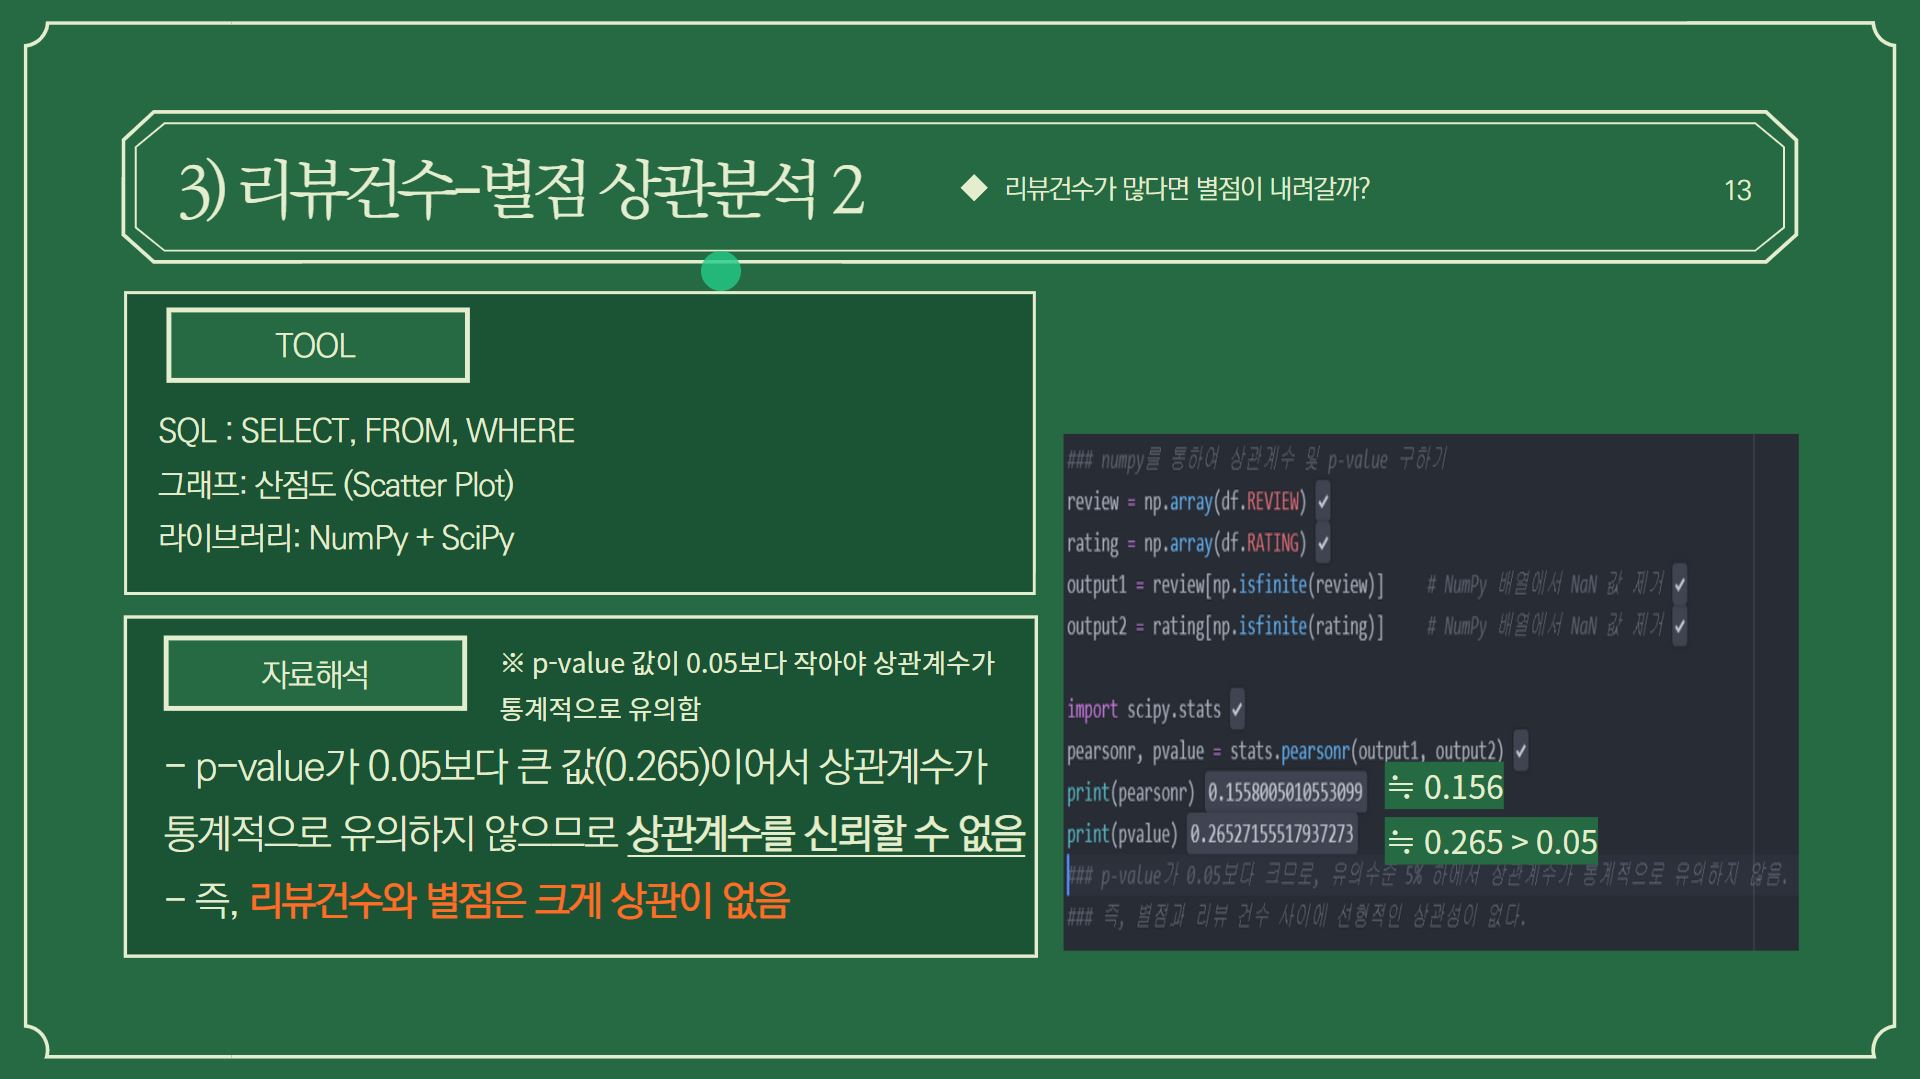 3) 리뷰건수-별점 상관분석 2
◆ 리뷰건수가 많다면 별점이 내려갈까?
13
TOOL
SQL : SELECT, FROM, WHERE
그래프: 산점도 (Scatter Plot)
라이브러리: NumPy + SciPy
자료해석
※ p-value 값이 0.05보다 작아야 상관계수가
통계적으로 유의함
- p-value가 0.05보다 큰 값(0.265)이어서 상관계수가
통계적으로 유의하지 않으므로 상관계수를 신뢰할 수 없음
- 즉, 리뷰건수와 별점은 크게 상관이 없음
### numpy를 통하여 상관계수 및 p-value 구하기
review = np.array(df.REVIEW) ✓
rating = np.array(df.RATING) ✓
output1 = review[np.isfinite(review)] # NumPy 배열에서 NaN 값 제거 ✓
output2 = rating[np.isfinite(rating)] # NumPy 배열에서 NaN 값 제거 ✓
import scipy.stats ✓
pearsonr, pvalue = stats.pearsonr(output1, output2) ✓
print(pearsonr) 0.1558005010553099 ≒ 0.156
print(pvalue) 0.26527155517937273 ≒ 0.265 > 0.05
### p-value가 0.05보다 크므로, 유의수준 5% 하에서 상관계수가 통계적으로 유의하지 않음.
### 즉, 별점과 리뷰 건수 사이에 선형적인 상관성이 없다.